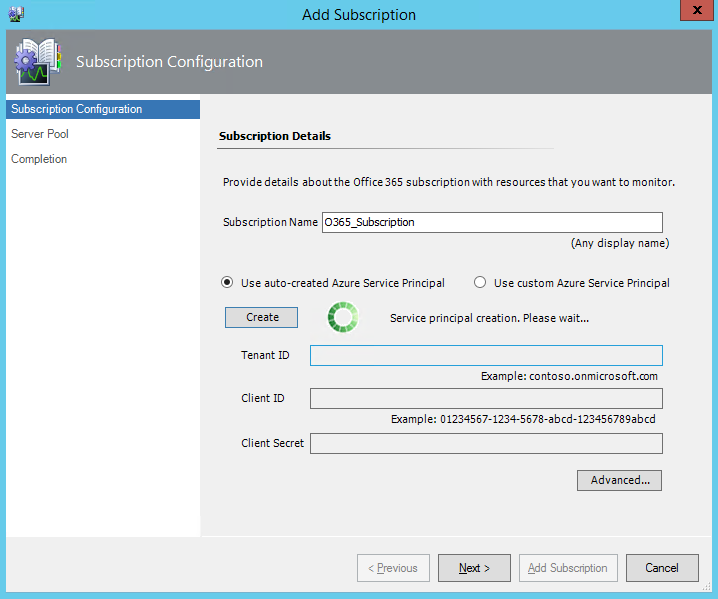 Add Subscription
x
Subscription Configuration
Subscription Configuration
Server Pool
Completion
Subscription Details
Provide details about the Office 365 subscription with resources that you want to monitor.
Subscription Name O365_Subscription
(Any display name)
Use auto-created Azure Service Principal Use custom Azure Service Principal
Create Service principal creation. Please wait...
Tenant ID
Example: contoso.onmicrosoft.com
Client ID
Example: 01234567-1234-5678-abcd-123456789abcd
Client Secret
Advanced...
< Previous Next > Add Subscription Cancel